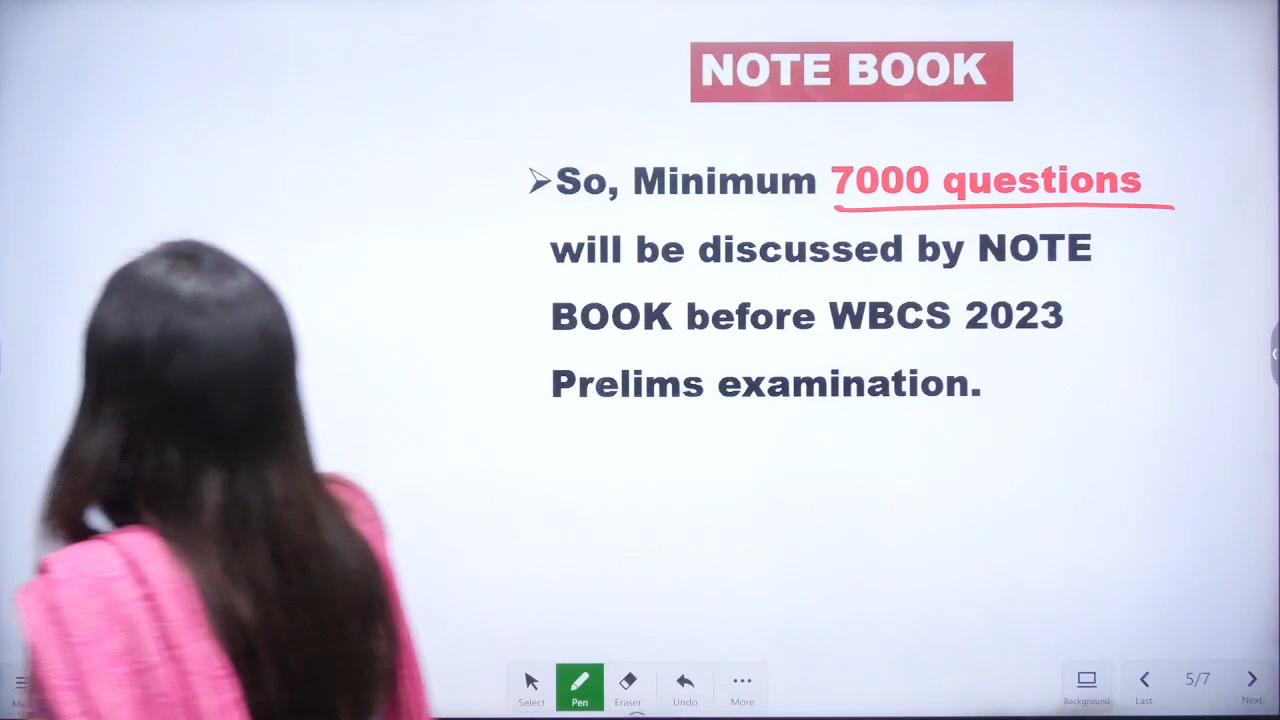 NOTE BOOK
➢So, Minimum 7000 questions
will be discussed by NOTE
BOOK before WBCS 2023
Prelims examination.
Select Pen Eraser Undo More
Background Last 5/7 Next